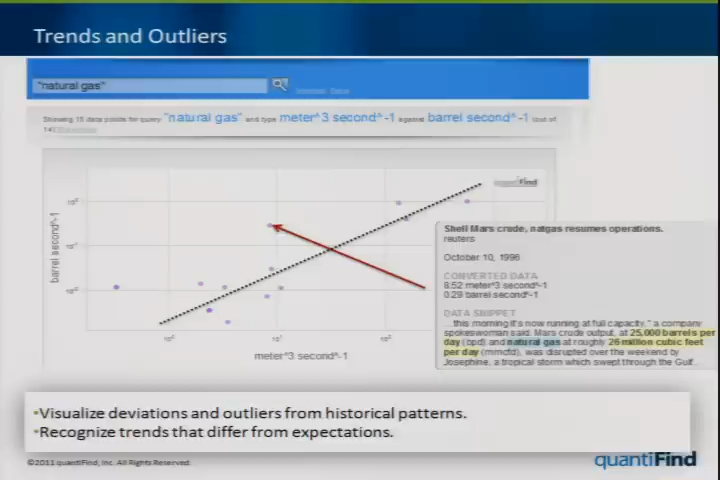 Trends and Outliers
"natural gas"
Showing 15 data points for query "natural gas" and type meter^3 second^-1 against barrel second^-1 (out of
quantiFind
barrel second^-1
meter^3 second^-1
Shell Mars crude, natgas resumes operations.
reuters
October 10, 1996
CONVERTED DATA
8.52 meter^3 second^-1
0.29 barrel second^-1
DATA SNIPPET
...this morning it's now running at full capacity," a company
spokeswoman said. Mars crude output, at 25,000 barrels per
day (bpd) and natural gas at roughly 26 million cubic feet
per day (mmcfd), was disrupted over the weekend by
Josephine, a tropical storm which swept through the Gulf...
•Visualize deviations and outliers from historical patterns.
•Recognize trends that differ from expectations.
©2011 quantiFind, Inc. All Rights Reserved.
quantiFind